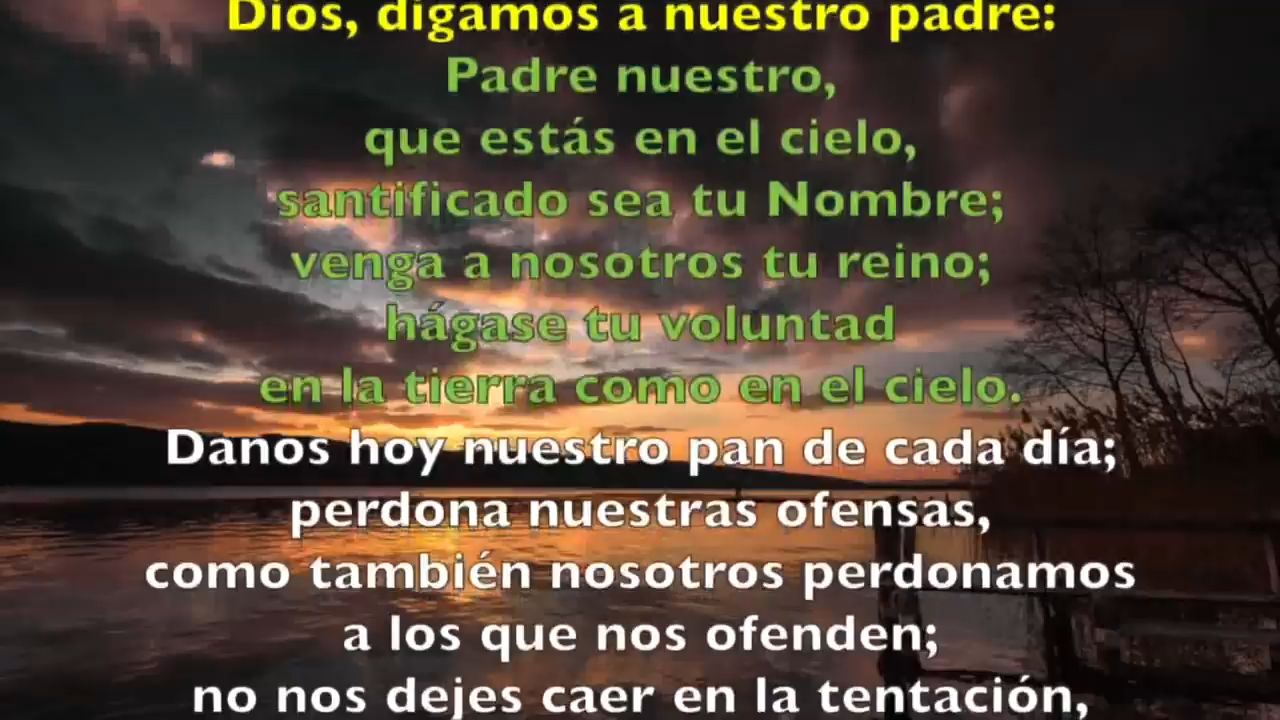 Dios, digamos a nuestro padre:
Padre nuestro,
que estás en el cielo,
santificado sea tu Nombre;
venga a nosotros tu reino;
hágase tu voluntad
en la tierra como en el cielo.
Danos hoy nuestro pan de cada día;
perdona nuestras ofensas,
como también nosotros perdonamos
a los que nos ofenden;
no nos dejes caer en la tentación,